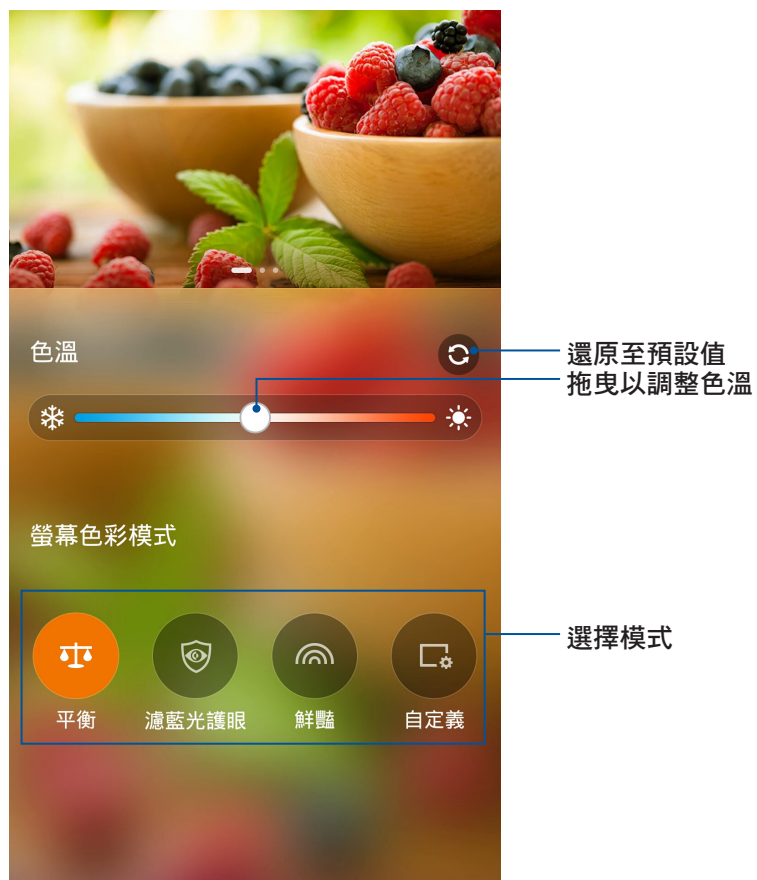 色溫
還原至預設值
拖曳以調整色溫
螢幕色彩模式
選擇模式
平衡
濾藍光護眼
鮮豔
自定義